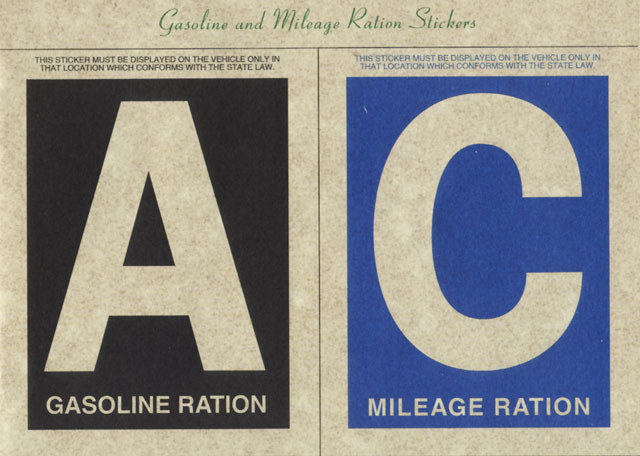 Gasoline and Mileage Ration Stickers
THIS STICKER MUST BE DISPLAYED ON THE VEHICLE ONLY IN
THAT LOCATION WHICH CONFORMS WITH THE STATE LAW.
A
GASOLINE RATION
THIS STICKER MUST BE DISPLAYED ON THE VEHICLE ONLY IN
THAT LOCATION WHICH CONFORMS WITH THE STATE LAW.
C
MILEAGE RATION